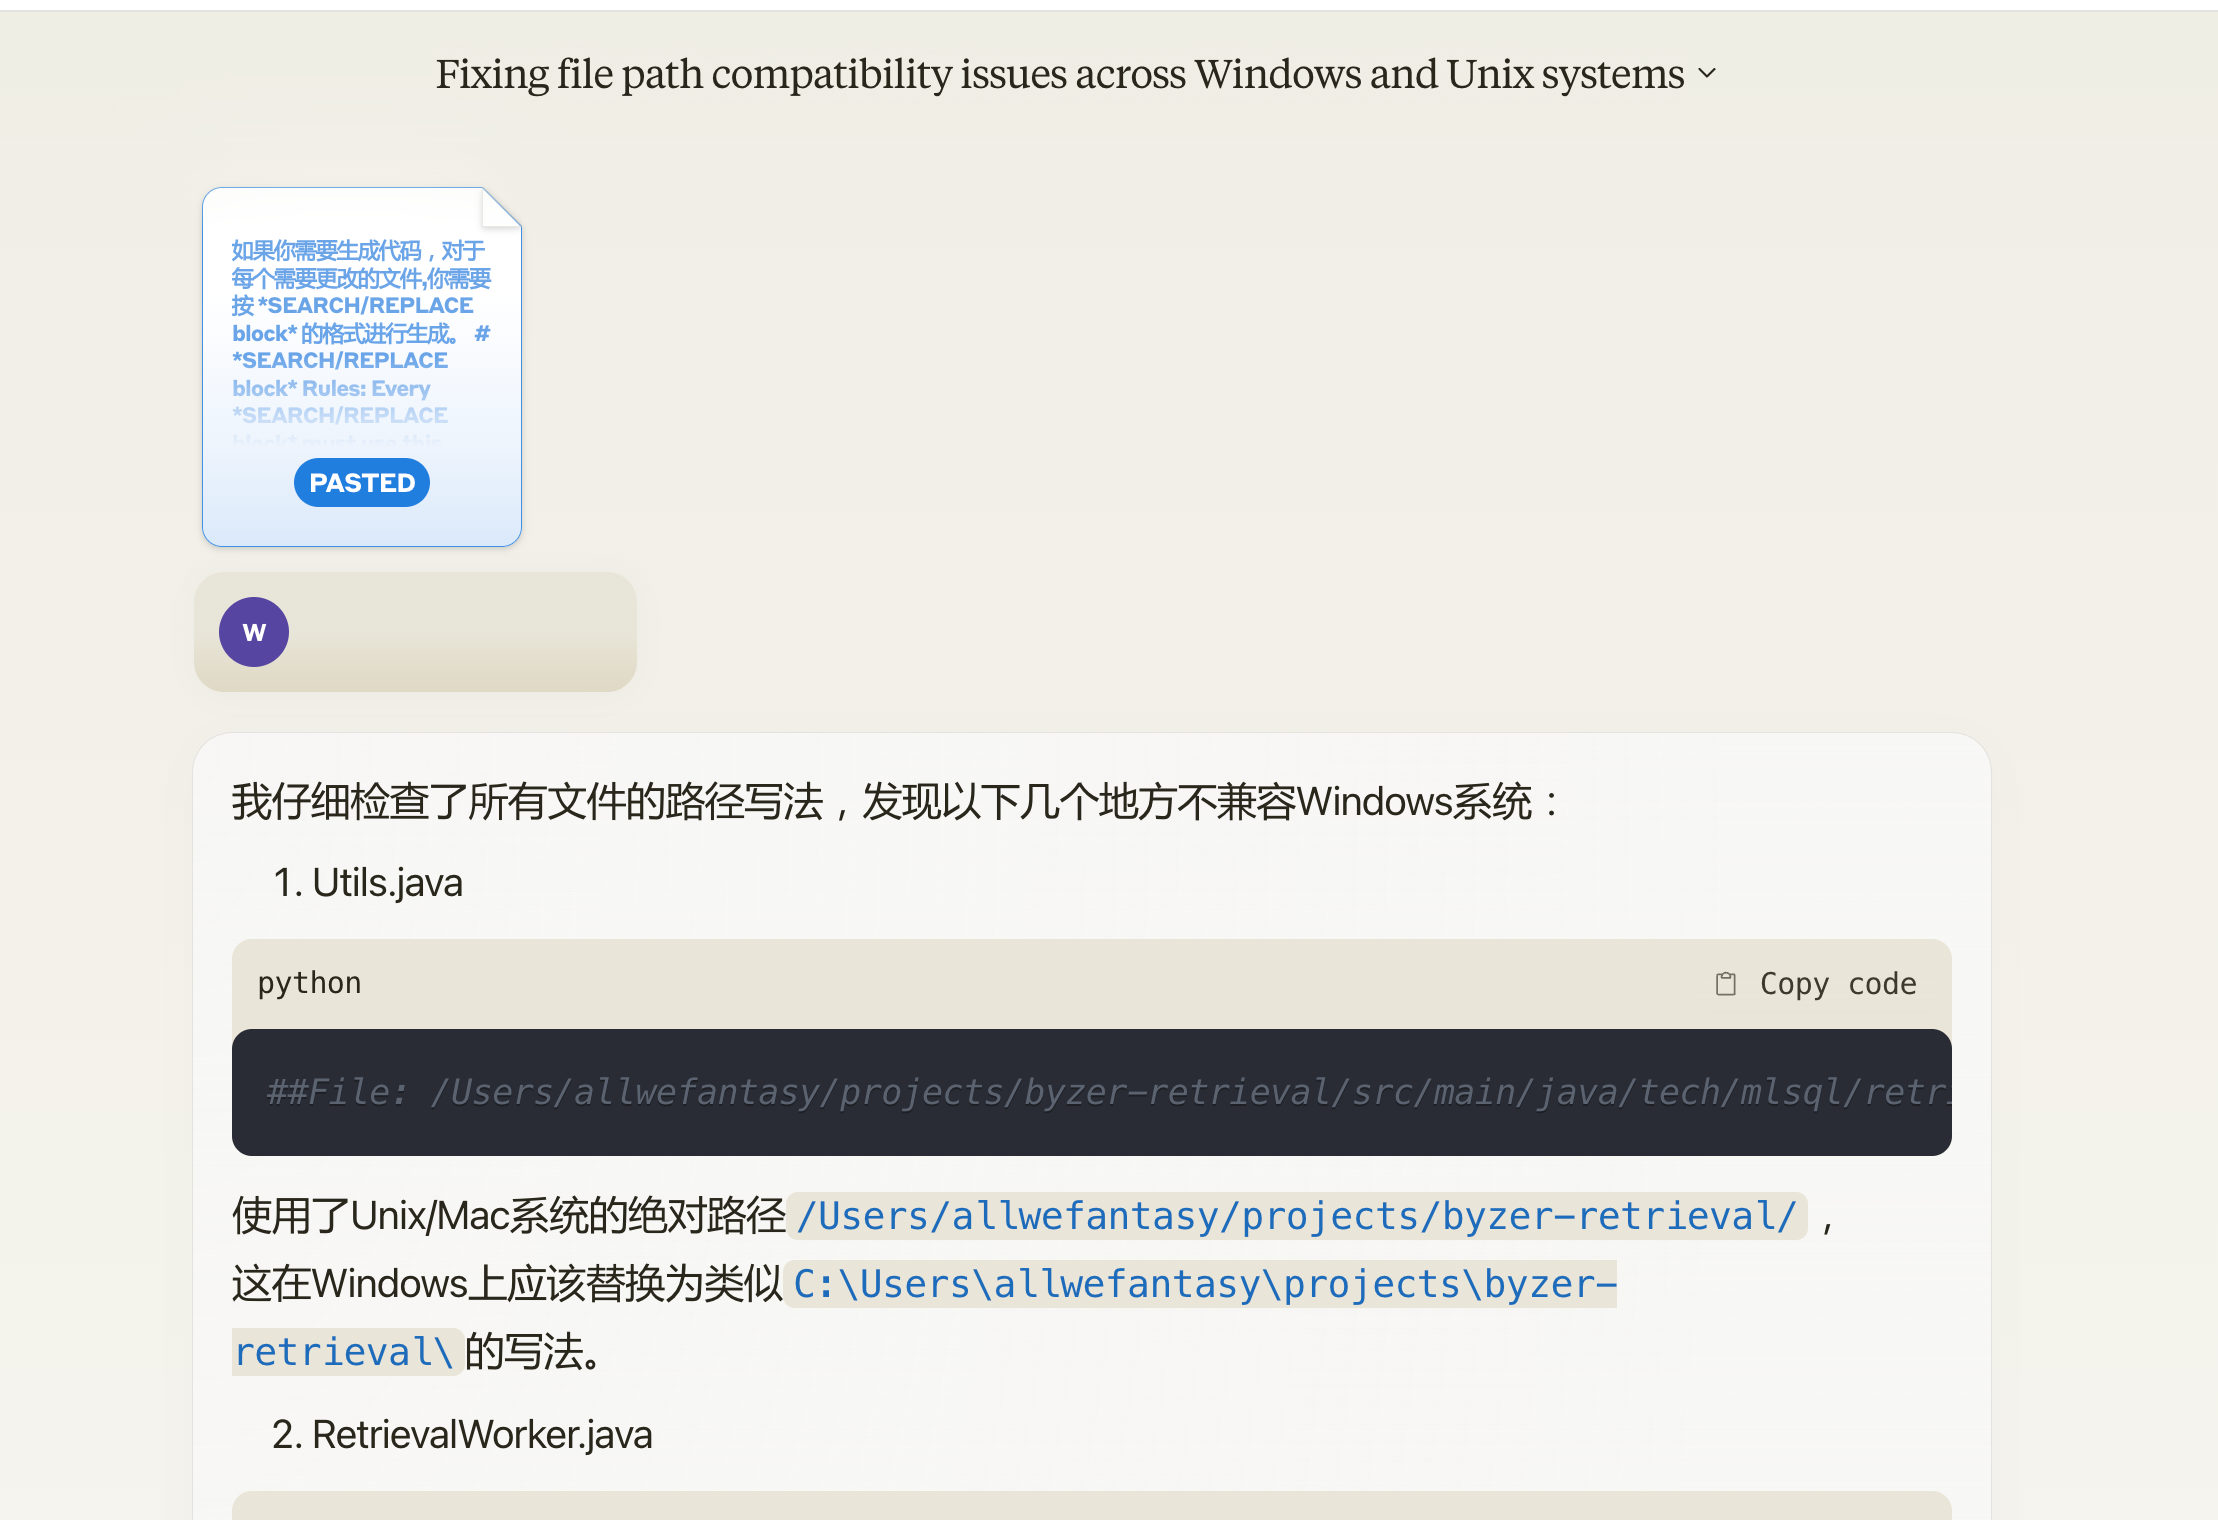 Fixing file path compatibility issues across Windows and Unix systems
如果你需要生成代码，对于
每个需要更改的文件,你需要
按 *SEARCH/REPLACE
block* 的格式进行生成。 #
*SEARCH/REPLACE
block* Rules: Every
*SEARCH/REPLACE
block* must use this
PASTED
W
我仔细检查了所有文件的路径写法，发现以下几个地方不兼容Windows系统：
1. Utils.java
python
Copy code
##File: /Users/allwefantasy/projects/byzer-retrieval/src/main/java/tech/mlsql/retri
使用了Unix/Mac系统的绝对路径/Users/allwefantasy/projects/byzer-retrieval/，
这在Windows上应该替换为类似C:\Users\allwefantasy\projects\byzer-
retrieval\的写法。
2. RetrievalWorker.java